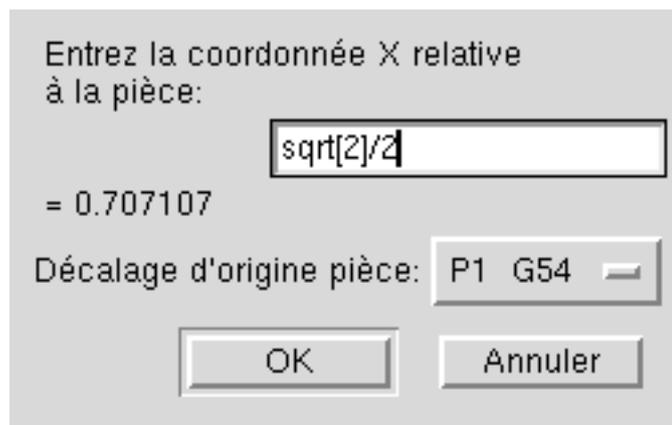 Entrez la coordonnée X relative
à la pièce:
sqrt[2]/2
= 0.707107
Décalage d'origine pièce: P1 G54
OK Annuler